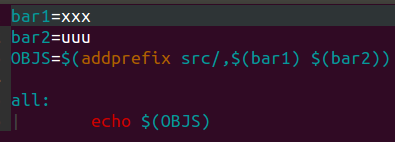 bar1=xxx
bar2=uuu
OBJS=$(addprefix src/,$(bar1) $(bar2))
all:
echo $(OBJS)